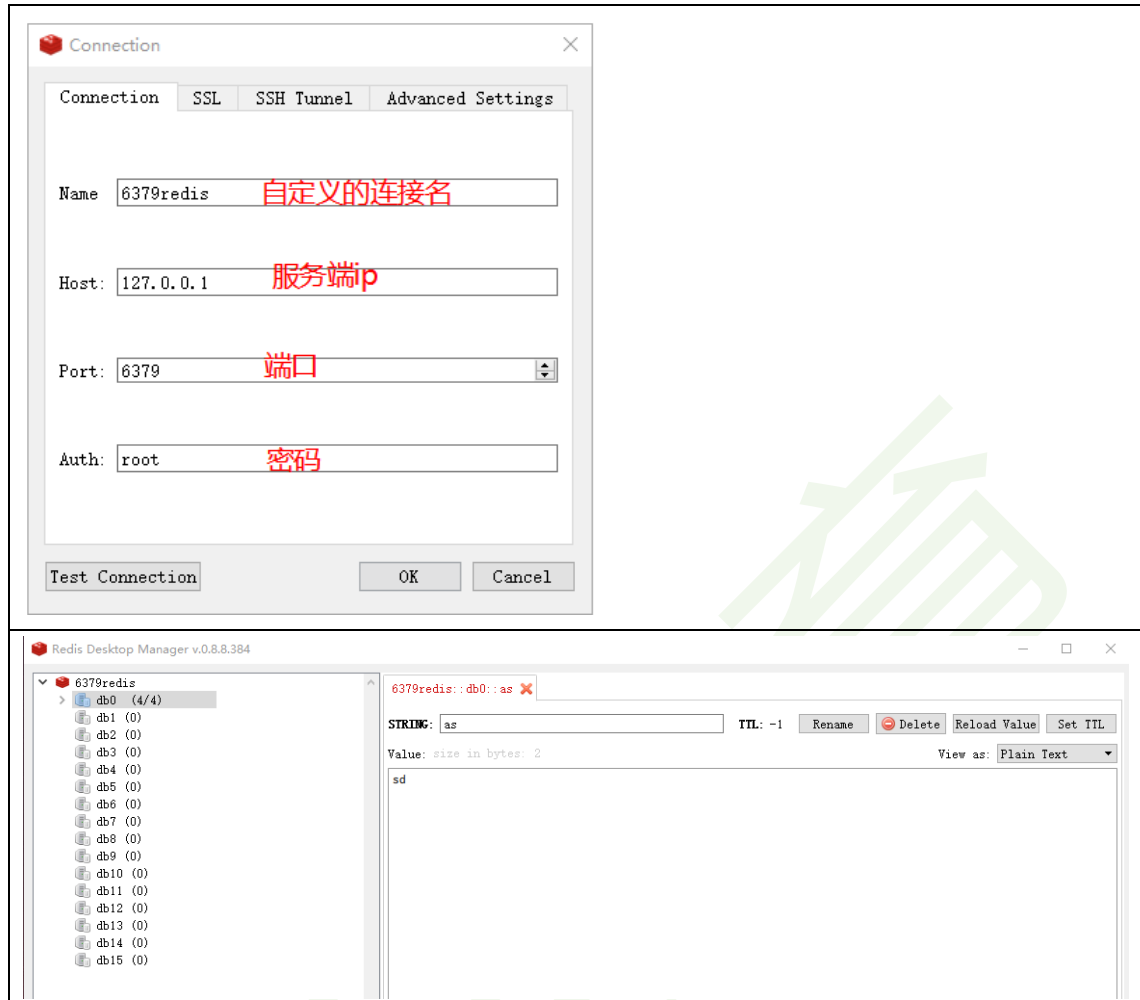 Connection
Connection SSL SSH Tunnel Advanced Settings
Name 6379redis 自定义的连接名
Host: 127.0.0.1 服务端ip
Port: 6379 端口
Auth: root 密码
Test Connection OK Cancel
Redis Desktop Manager v.0.8.8.384
6379redis
db0 (4/4)
db1 (0)
db2 (0)
db3 (0)
db4 (0)
db5 (0)
db6 (0)
db7 (0)
db8 (0)
db9 (0)
db10 (0)
db11 (0)
db12 (0)
db13 (0)
db14 (0)
db15 (0)
6379redis::db0::as
STRING: as TTL: -1 Rename Delete Reload Value Set TTL
Value: size in bytes: 2 View as: Plain Text
sd